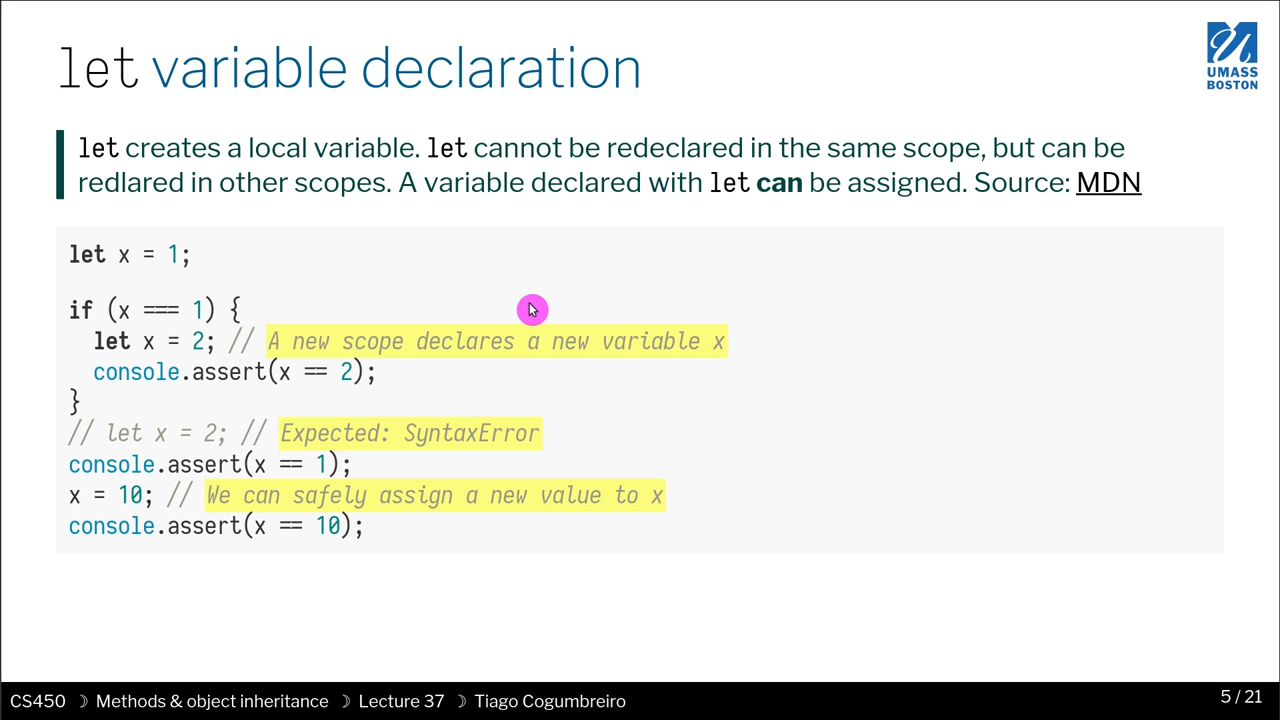 let variable declaration
UMASS
BOSTON
let creates a local variable. let cannot be redeclared in the same scope, but can be
redlared in other scopes. A variable declared with let can be assigned. Source: MDN
let x = 1;
if (x === 1) {
  let x = 2; // A new scope declares a new variable x
  console.assert(x == 2);
}
// let x = 2; // Expected: SyntaxError
console.assert(x == 1);
x = 10; // We can safely assign a new value to x
console.assert(x == 10);
CS450 ☽ Methods & object inheritance ☽ Lecture 37 ☽ Tiago Cogumbreiro
5 / 21